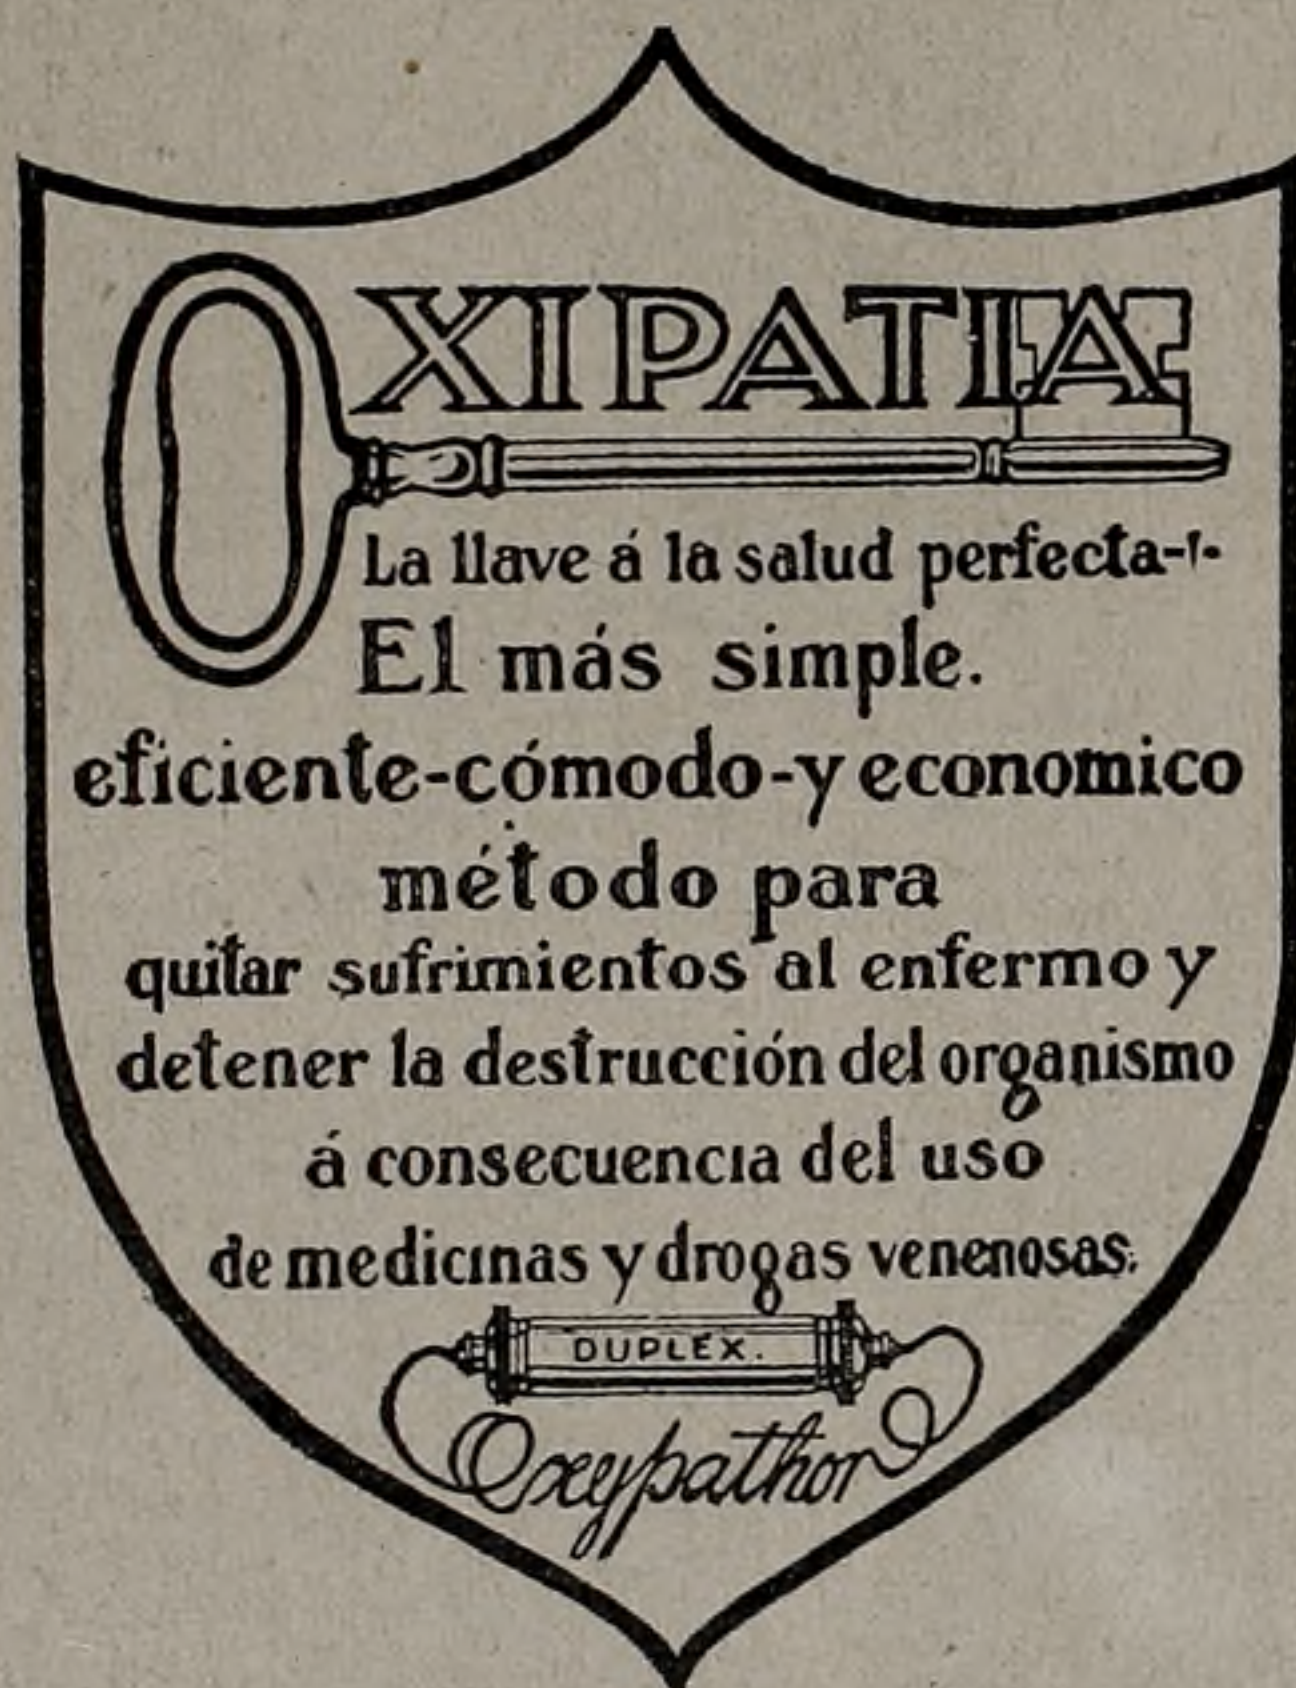 OXIPATIA
La llave á la salud perfecta-!-
El más simple.
eficiente-cómodo-y economico
método para
quitar sufrimientos al enfermo y
detener la destrucción del organismo
á consecuencia del uso
de medicinas y drogas venenosas.
DUPLEX.
Oxypathor